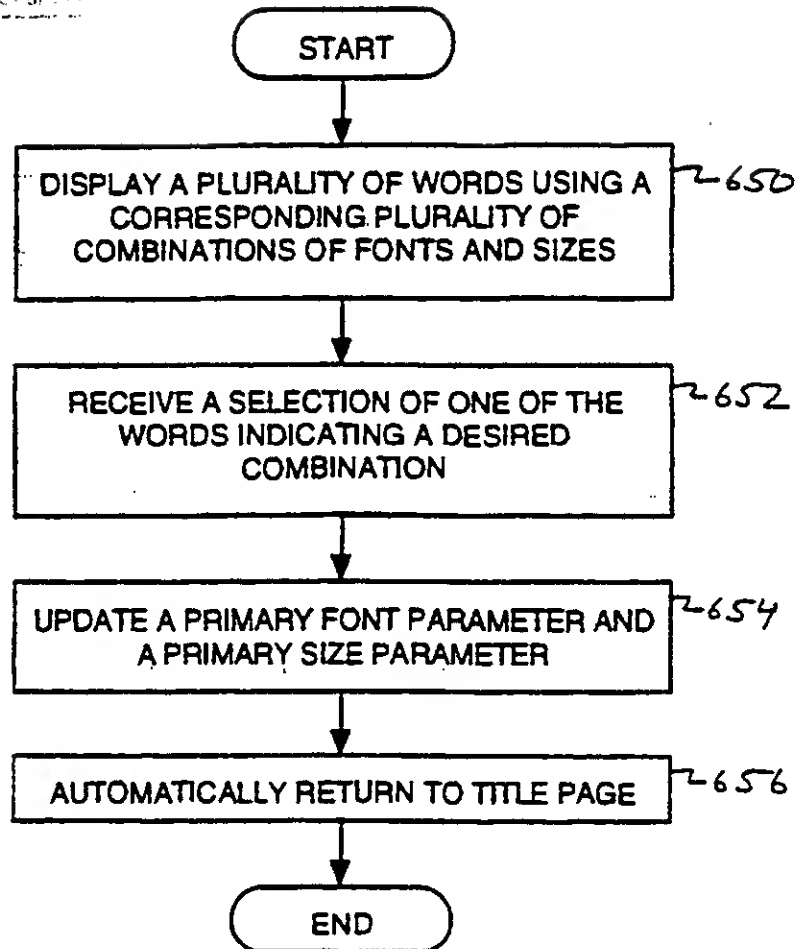 START
DISPLAY A PLURALITY OF WORDS USING A
CORRESPONDING PLURALITY OF
COMBINATIONS OF FONTS AND SIZES
650
RECEIVE A SELECTION OF ONE OF THE
WORDS INDICATING A DESIRED
COMBINATION
652
UPDATE A PRIMARY FONT PARAMETER AND
A PRIMARY SIZE PARAMETER
654
AUTOMATICALLY RETURN TO TITLE PAGE
656
END